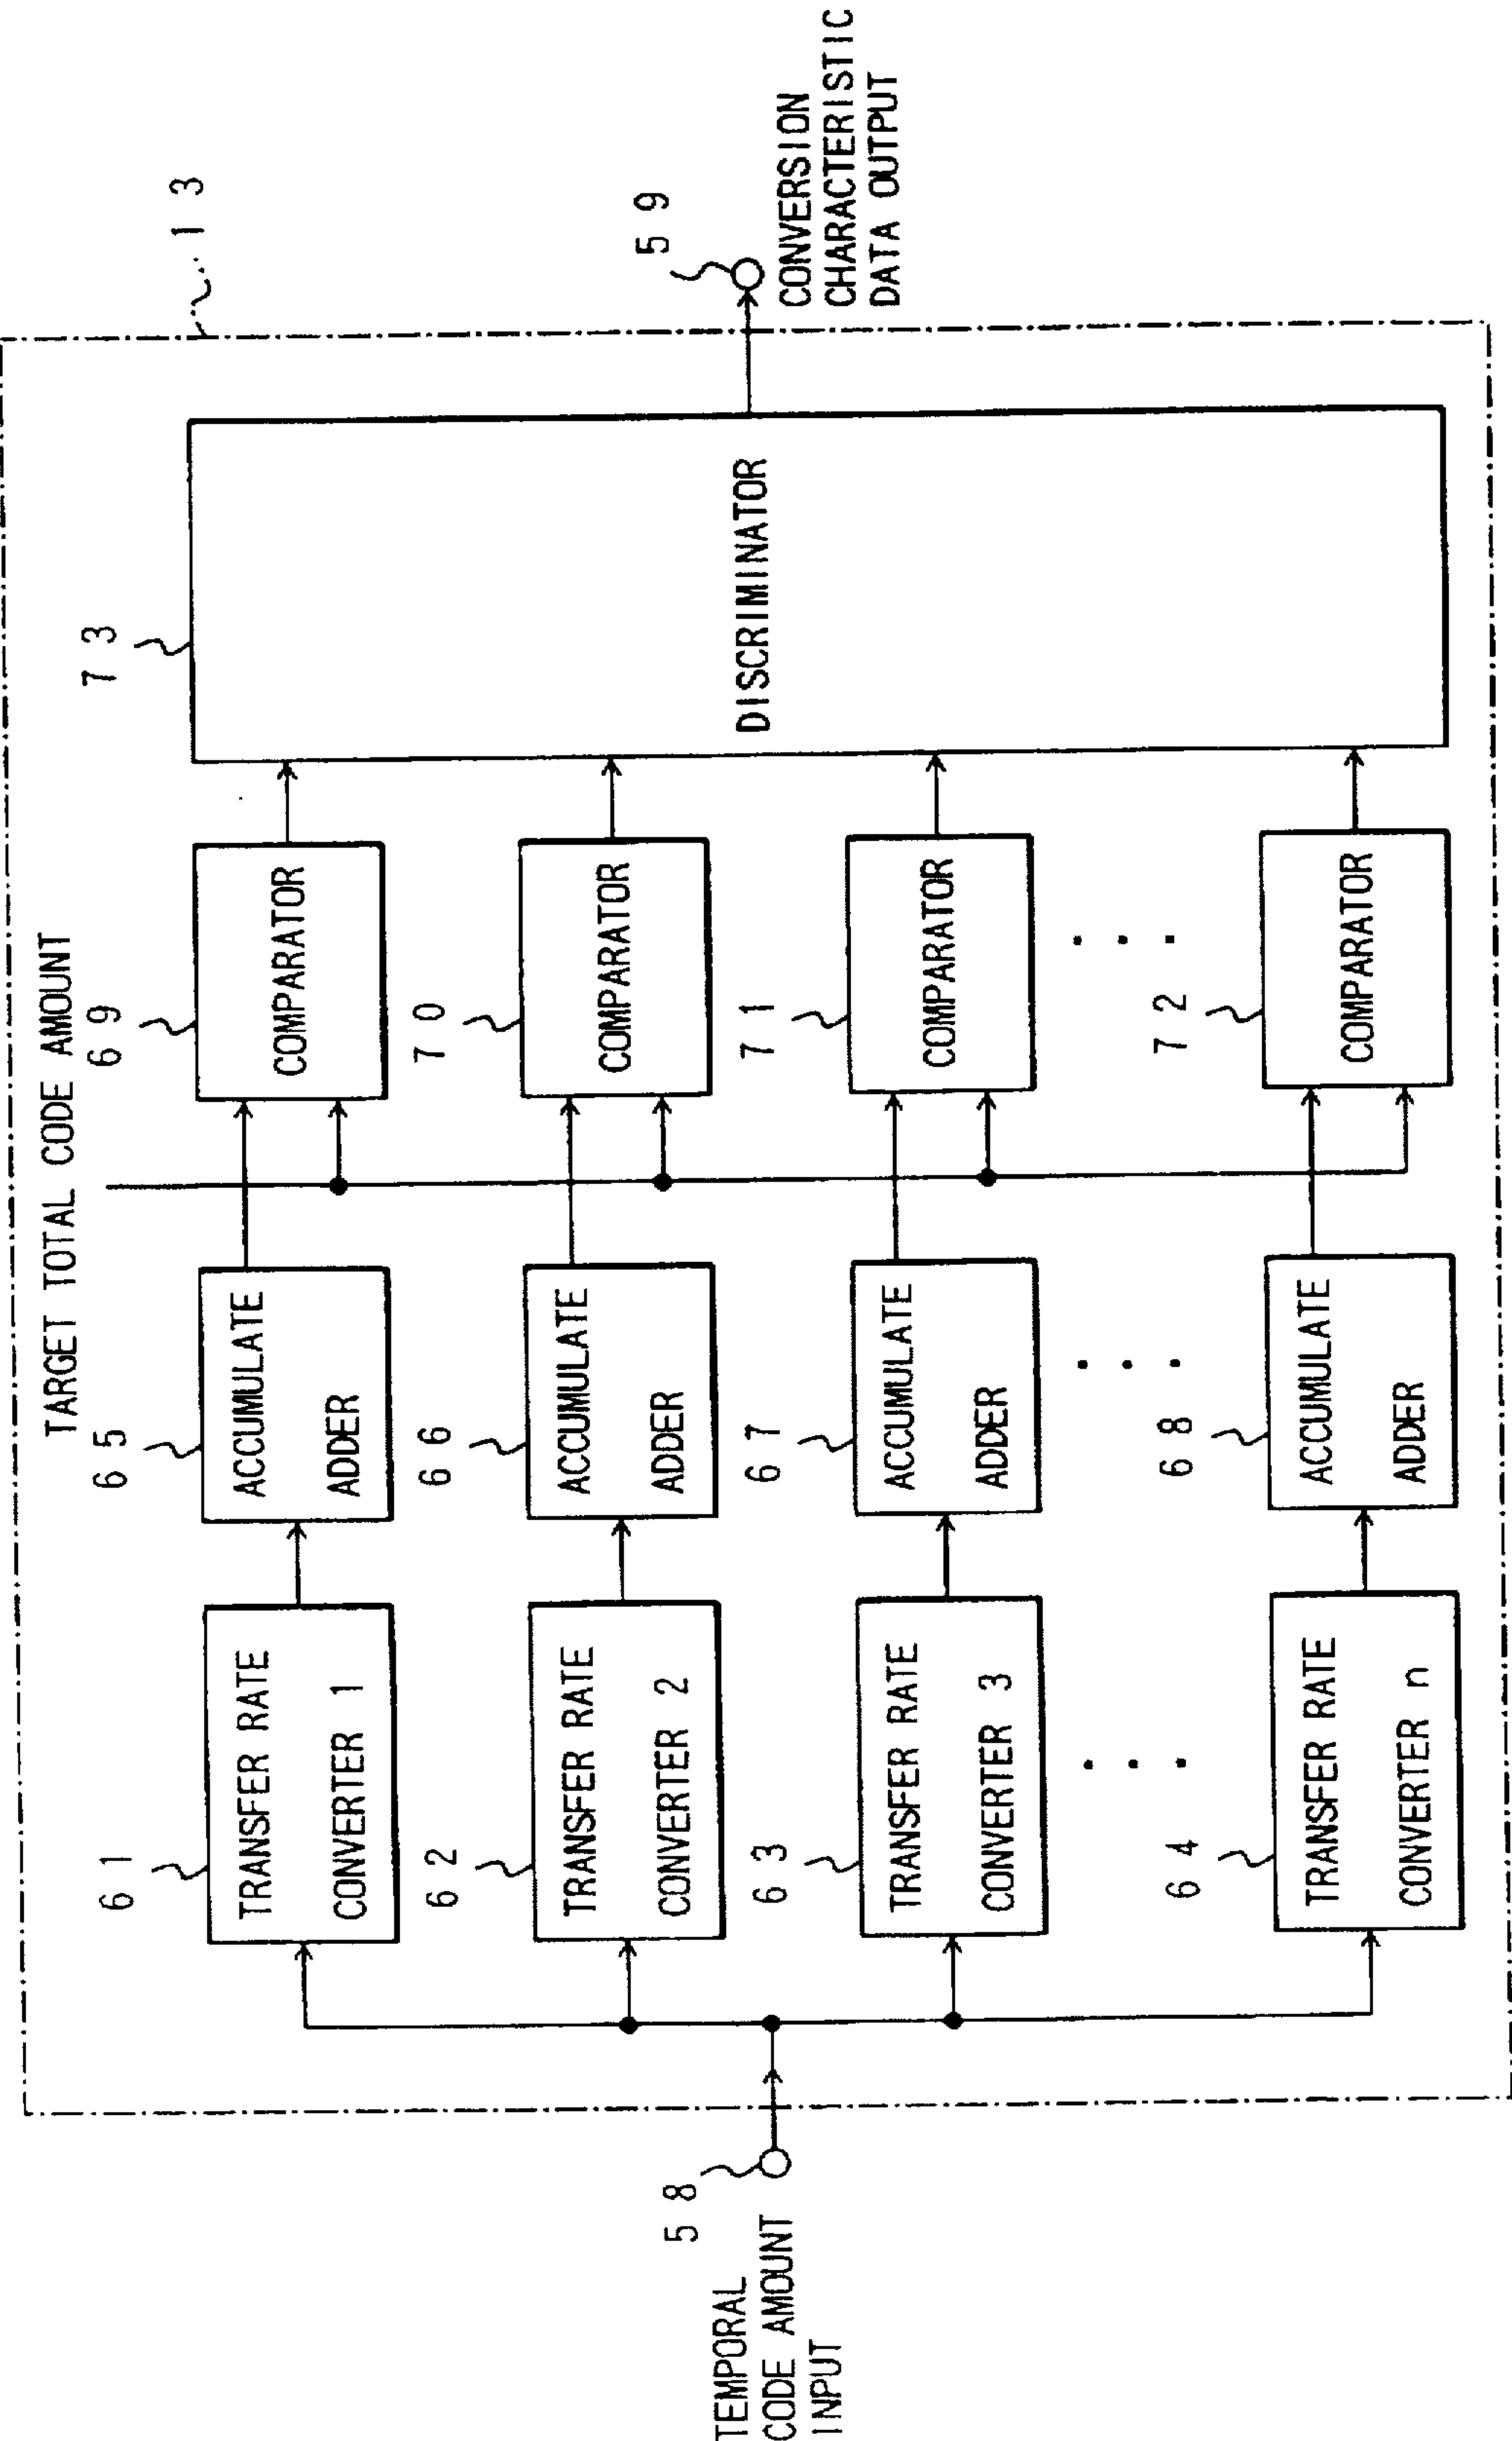 13
TARGET TOTAL CODE AMOUNT
61
TRANSFER RATE
CONVERTER 1
65
ACCUMULATE
ADDER
69
COMPARATOR
73
DISCRIMINATOR
62
TRANSFER RATE
CONVERTER 2
66
ACCUMULATE
ADDER
70
COMPARATOR
58
TEMPORAL
CODE AMOUNT
INPUT
59
CONVERSION
CHARACTERISTIC
DATA OUTPUT
63
TRANSFER RATE
CONVERTER 3
67
ACCUMULATE
ADDER
71
COMPARATOR
. . .
. . .
. . .
64
TRANSFER RATE
CONVERTER n
68
ACCUMULATE
ADDER
72
COMPARATOR